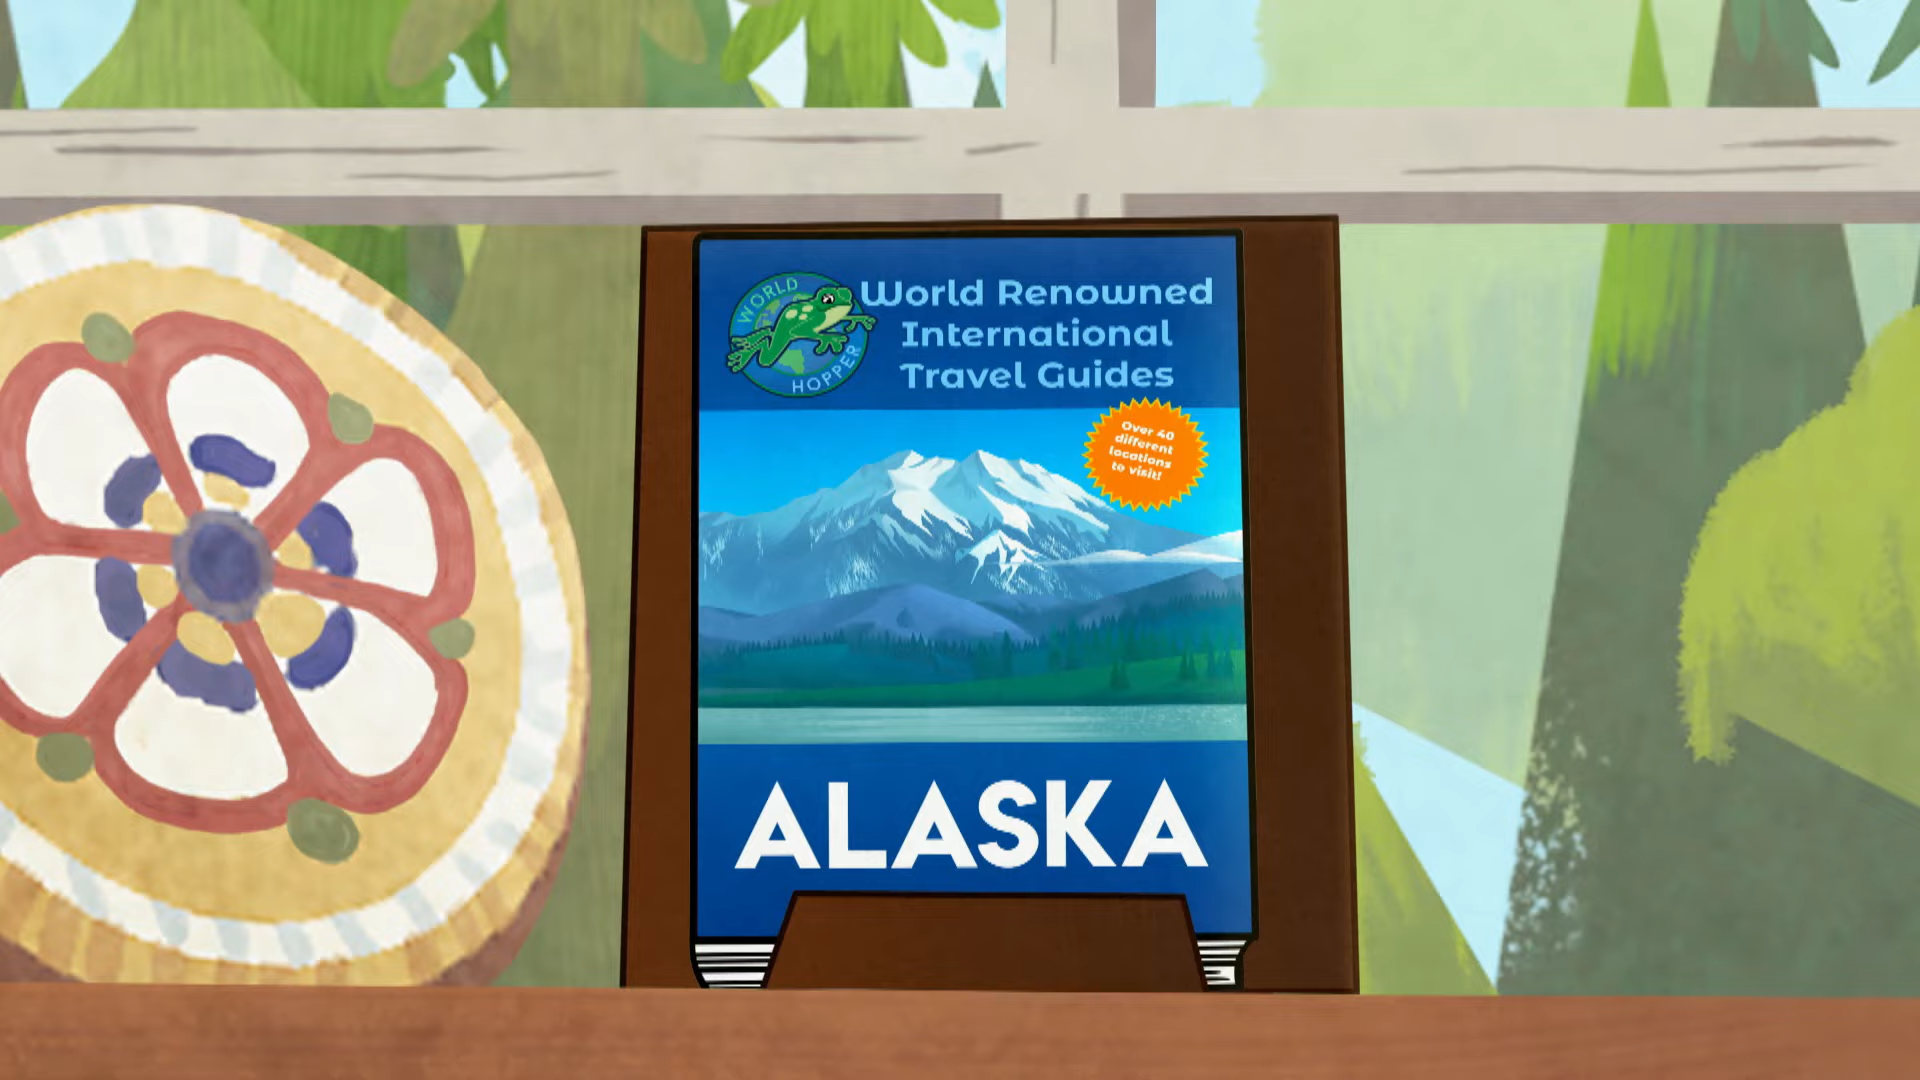 WORLD
HOPPER
World Renowned
International
Travel Guides
Over 40
different
locations
to visit!
ALASKA